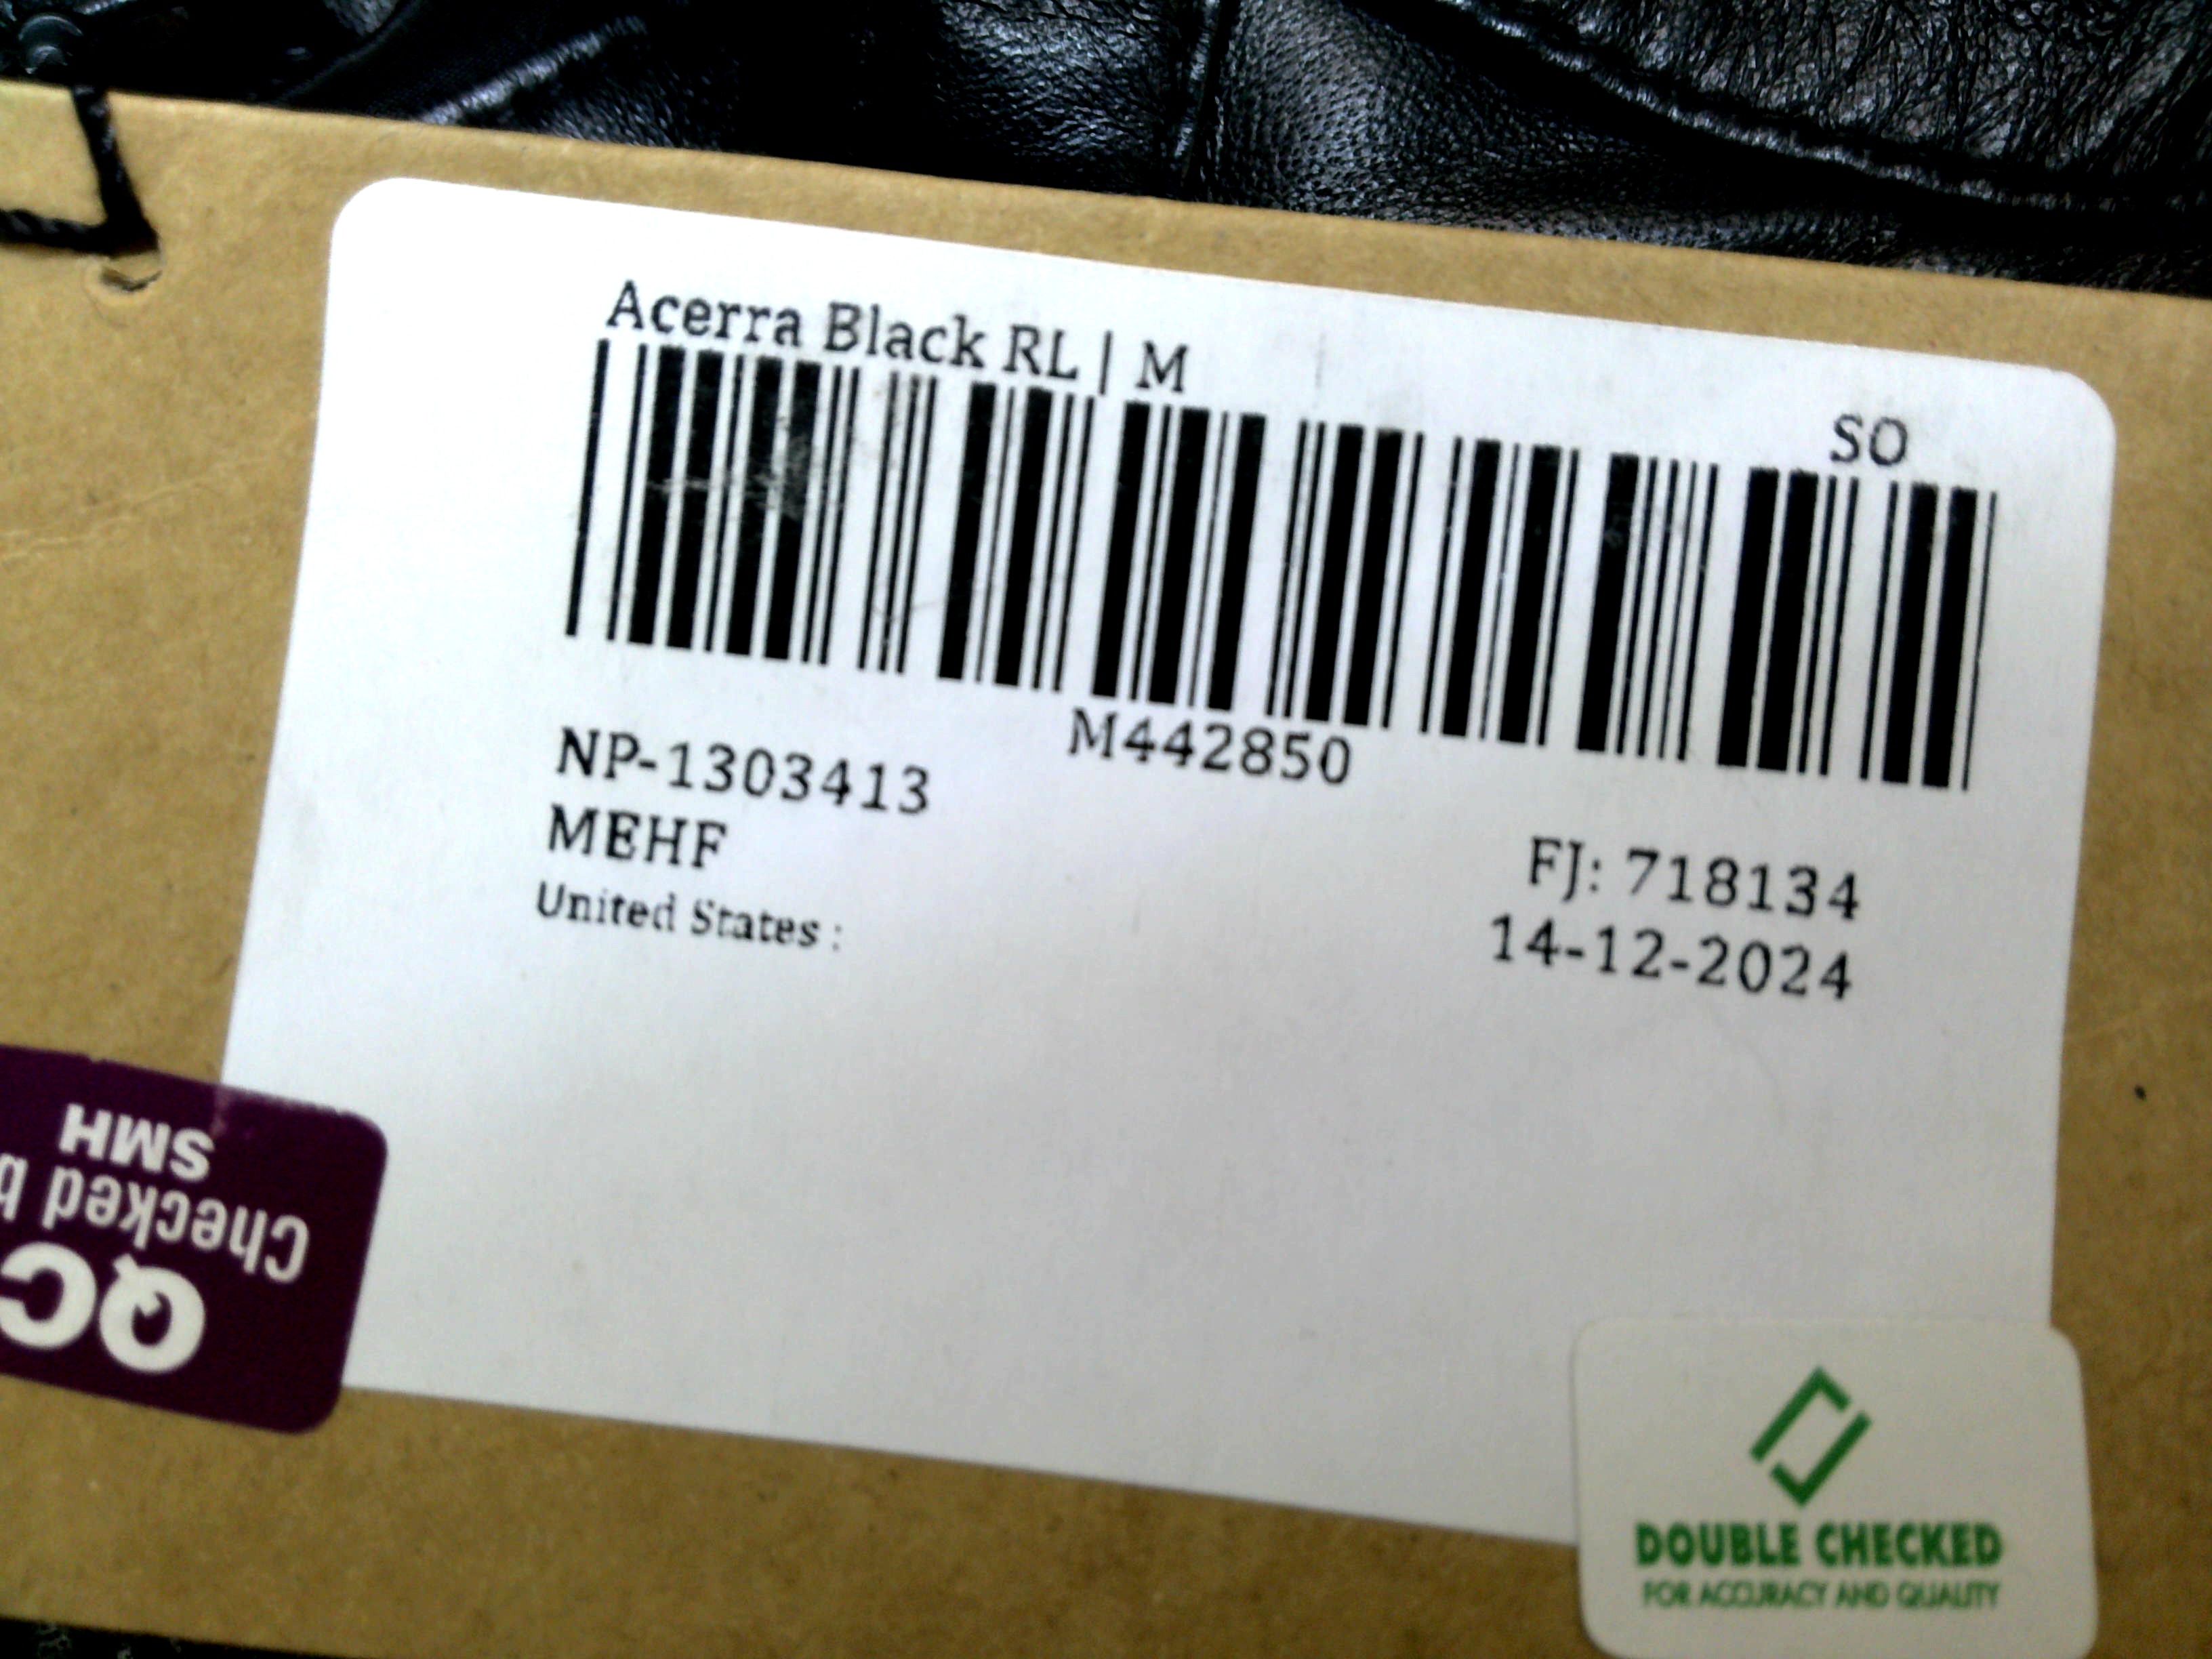 Acerra Black RL | M
SO
M442850
NP-1303413
MEHF
United States :
FJ: 718134
14-12-2024
QC
Checked b
SMH
DOUBLE CHECKED
FOR ACCURACY AND QUALITY